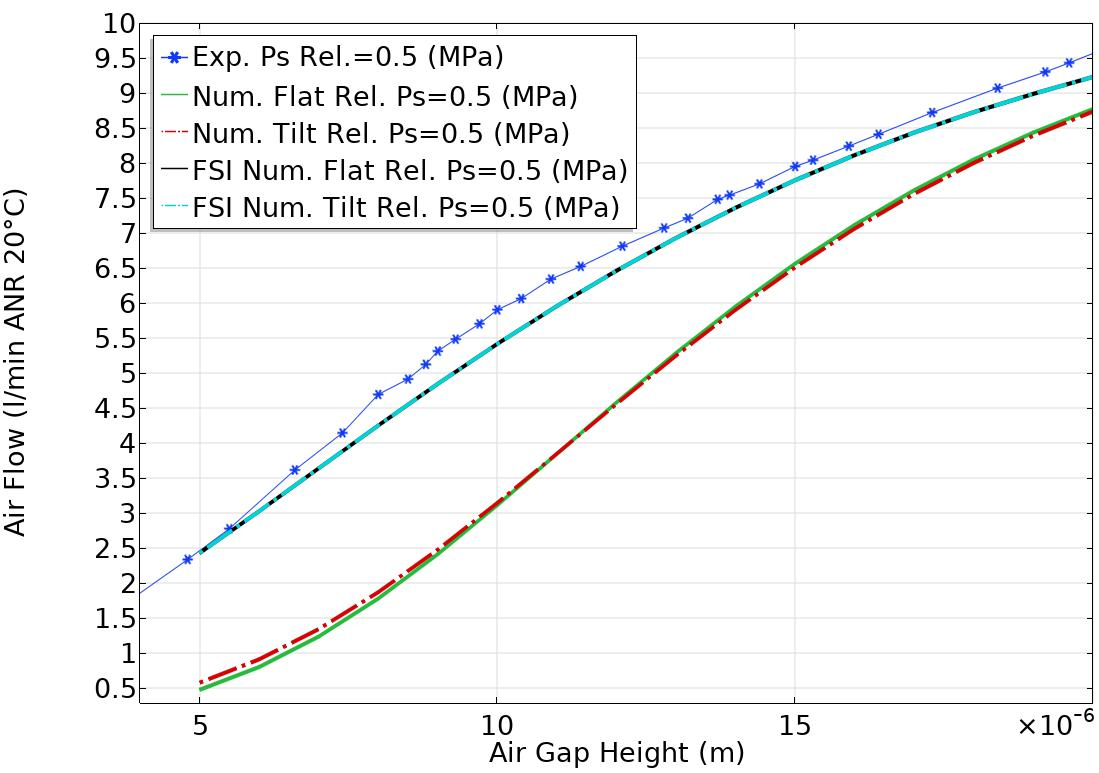 10
9.5
9
8.5
8
7.5
7
6.5
6
5.5
5
4.5
4
3.5
3
2.5
2
1.5
1
0.5
Air Flow (l/min ANR 20°C)
Exp. Ps Rel.=0.5 (MPa)
Num. Flat Rel. Ps=0.5 (MPa)
Num. Tilt Rel. Ps=0.5 (MPa)
FSI Num. Flat Rel. Ps=0.5 (MPa)
FSI Num. Tilt Rel. Ps=0.5 (MPa)
5 10 15 ×10⁻⁶
Air Gap Height (m)